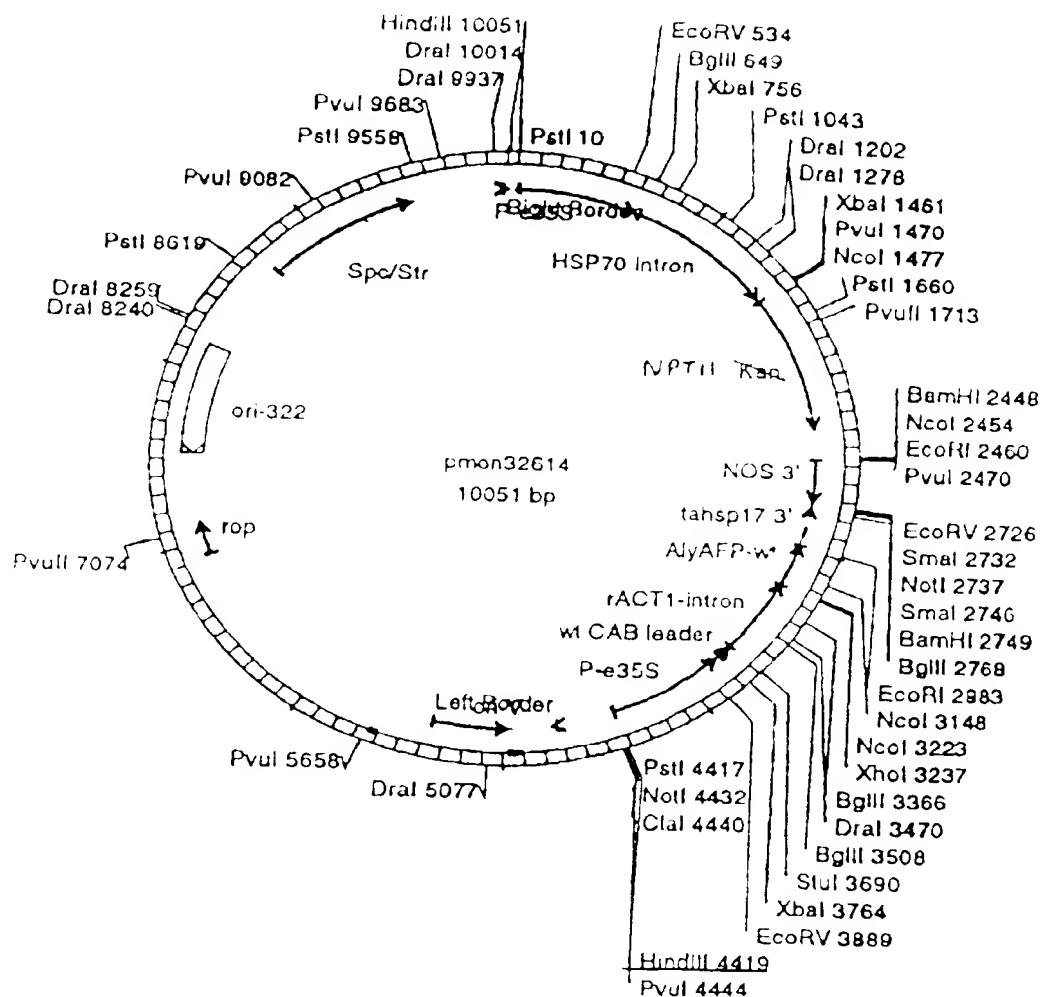 HindIII 10051
DraI 10014
DraI 9937
PvuI 9683
PstI 9558
PvuI 9082
PstI 8619
DraI 8259
DraI 8240
PvuII 7074
PvuI 5658
DraI 5077
PstI 10
EcoRV 534
BglII 649
XbaI 756
PstI 1043
DraI 1202
DraI 1278
XbaI 1461
PvuI 1470
NcoI 1477
PstI 1660
PvuII 1713
BamHI 2448
NcoI 2454
EcoRI 2460
PvuI 2470
EcoRV 2726
SmaI 2732
NotI 2737
SmaI 2746
BamHI 2749
BglII 2768
EcoRI 2983
NcoI 3148
NcoI 3223
XhoI 3237
BglII 3366
DraI 3470
BglII 3508
StuI 3690
XbaI 3764
EcoRV 3889
PstI 4417
NotI 4432
ClaI 4440
HindIII 4419
PvuI 4444
Right Border
HSP70 Intron
NPTII Kan
NOS 3'
tahsp17 3'
rACT1-intron
wt CAB leader
P-e35S
Left Border
rop
ori-322
Spc/Str
pmon32614
10051 bp